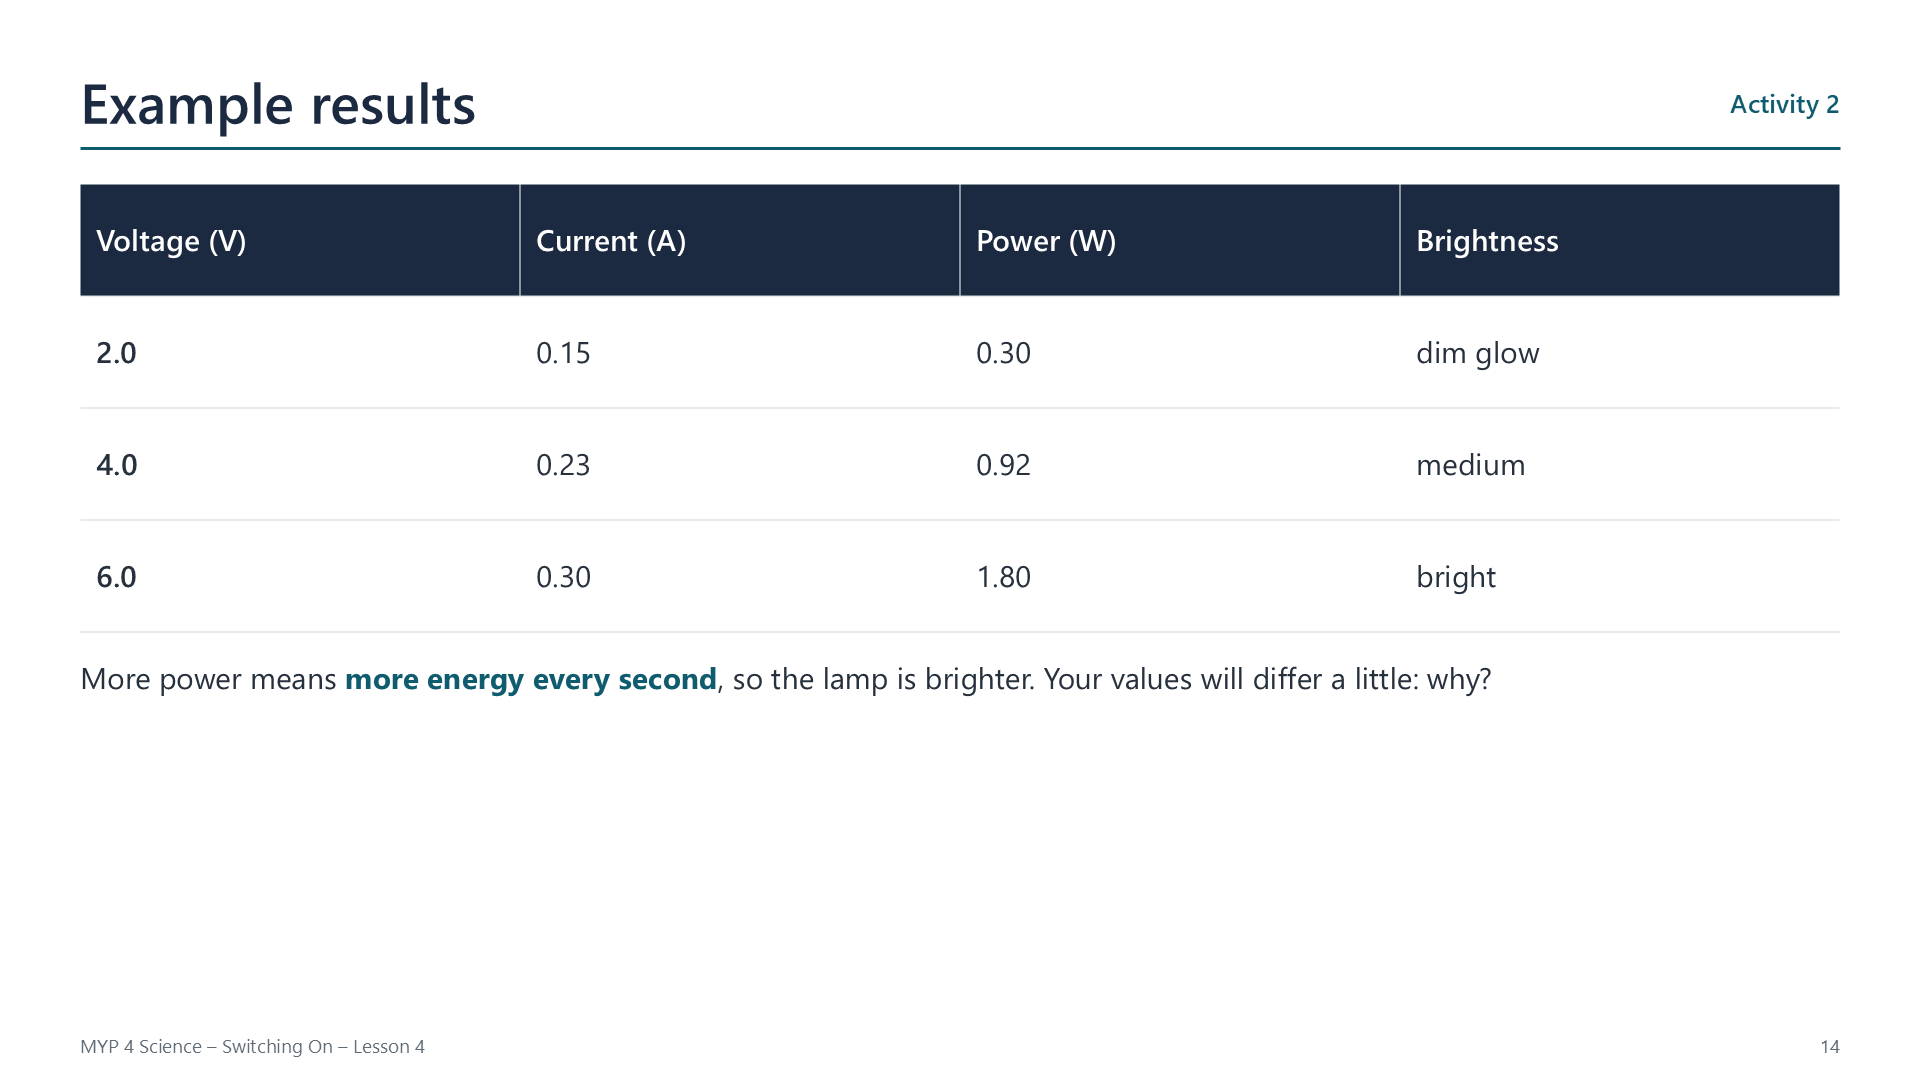 Example results
Activity 2
Voltage (V) Current (A) Power (W) Brightness
2.0 0.15 0.30 dim glow
4.0 0.23 0.92 medium
6.0 0.30 1.80 bright
More power means more energy every second, so the lamp is brighter. Your values will differ a little: why?
MYP 4 Science – Switching On – Lesson 4
14